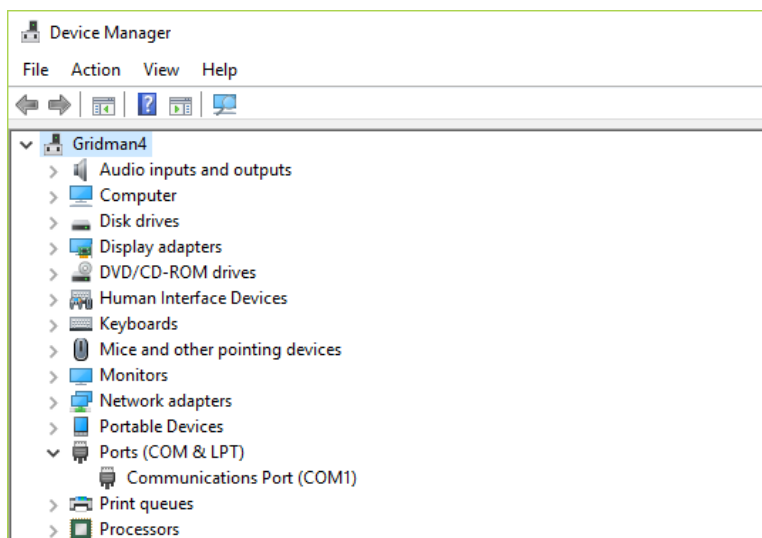 Device Manager
File Action View Help
Gridman4
Audio inputs and outputs
Computer
Disk drives
Display adapters
DVD/CD-ROM drives
Human Interface Devices
Keyboards
Mice and other pointing devices
Monitors
Network adapters
Portable Devices
Ports (COM & LPT)
Communications Port (COM1)
Print queues
Processors